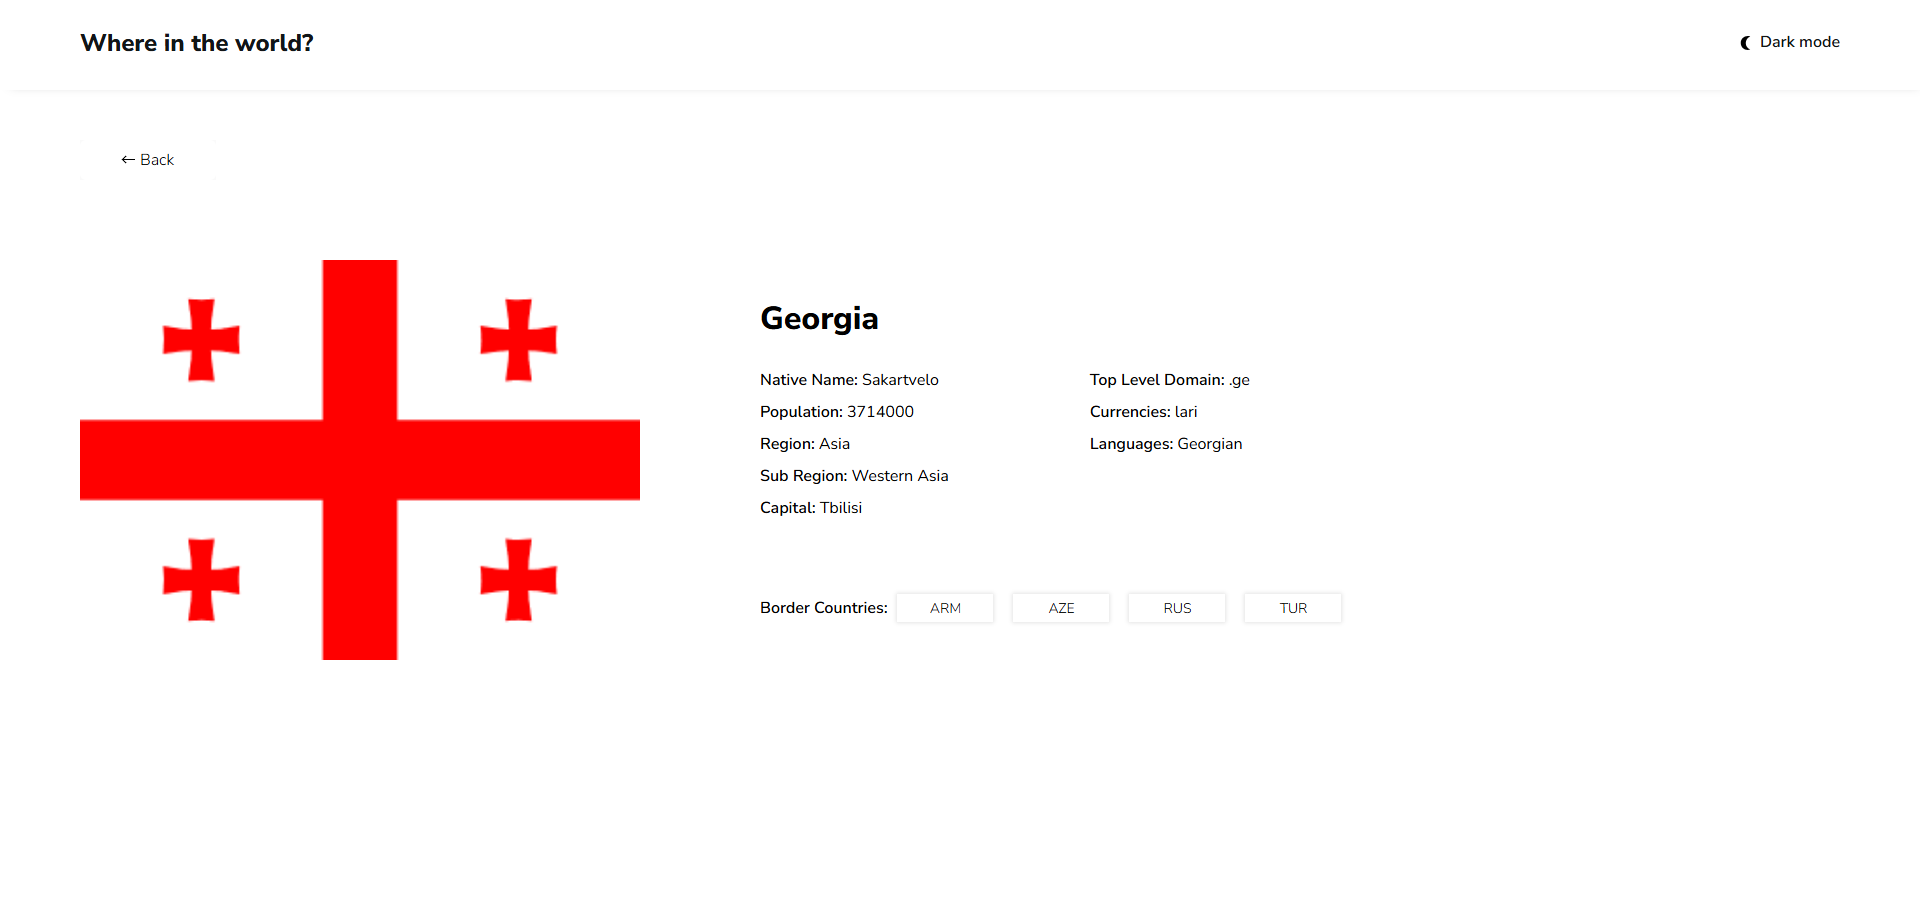 Where in the world?
Dark mode
← Back
Georgia
Native Name: Sakartvelo
Population: 3714000
Region: Asia
Sub Region: Western Asia
Capital: Tbilisi
Top Level Domain: .ge
Currencies: lari
Languages: Georgian
Border Countries: ARM AZE RUS TUR